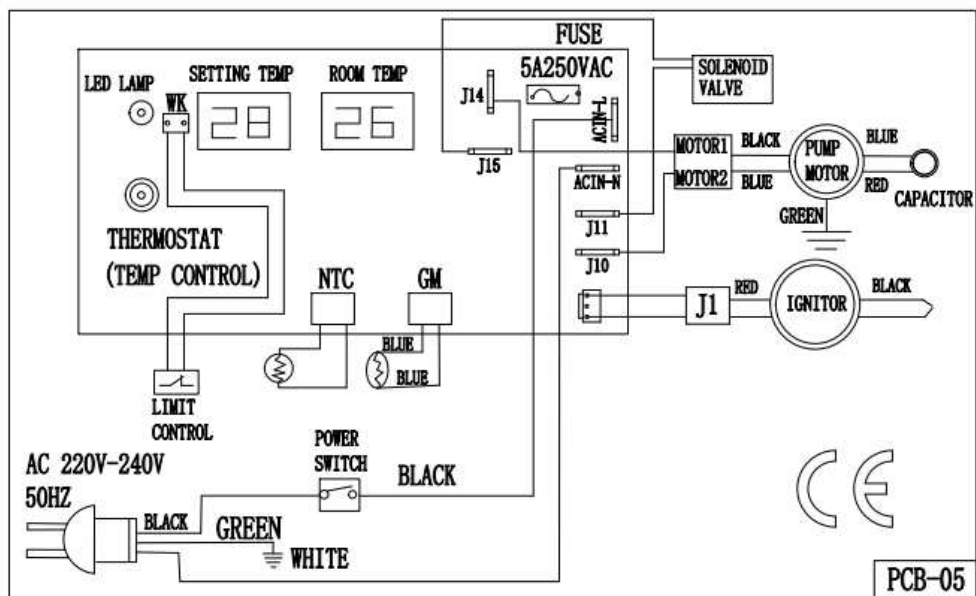 FUSE
5A250VAC
SETTING TEMP
ROOM TEMP
LED LAMP
WK
28
26
J14
ACIN-L
SOLENOID
VALVE
J15
ACIN-N
MOTOR1
MOTOR2
BLACK
BLUE
PUMP
MOTOR
BLUE
RED
CAPACITOR
GREEN
J11
J10
THERMOSTAT
(TEMP CONTROL)
NTC
GM
BLUE
BLUE
J1
RED
IGNITOR
BLACK
LIMIT
CONTROL
POWER
SWITCH
BLACK
AC 220V-240V
50HZ
BLACK
GREEN
WHITE
CE
PCB-05